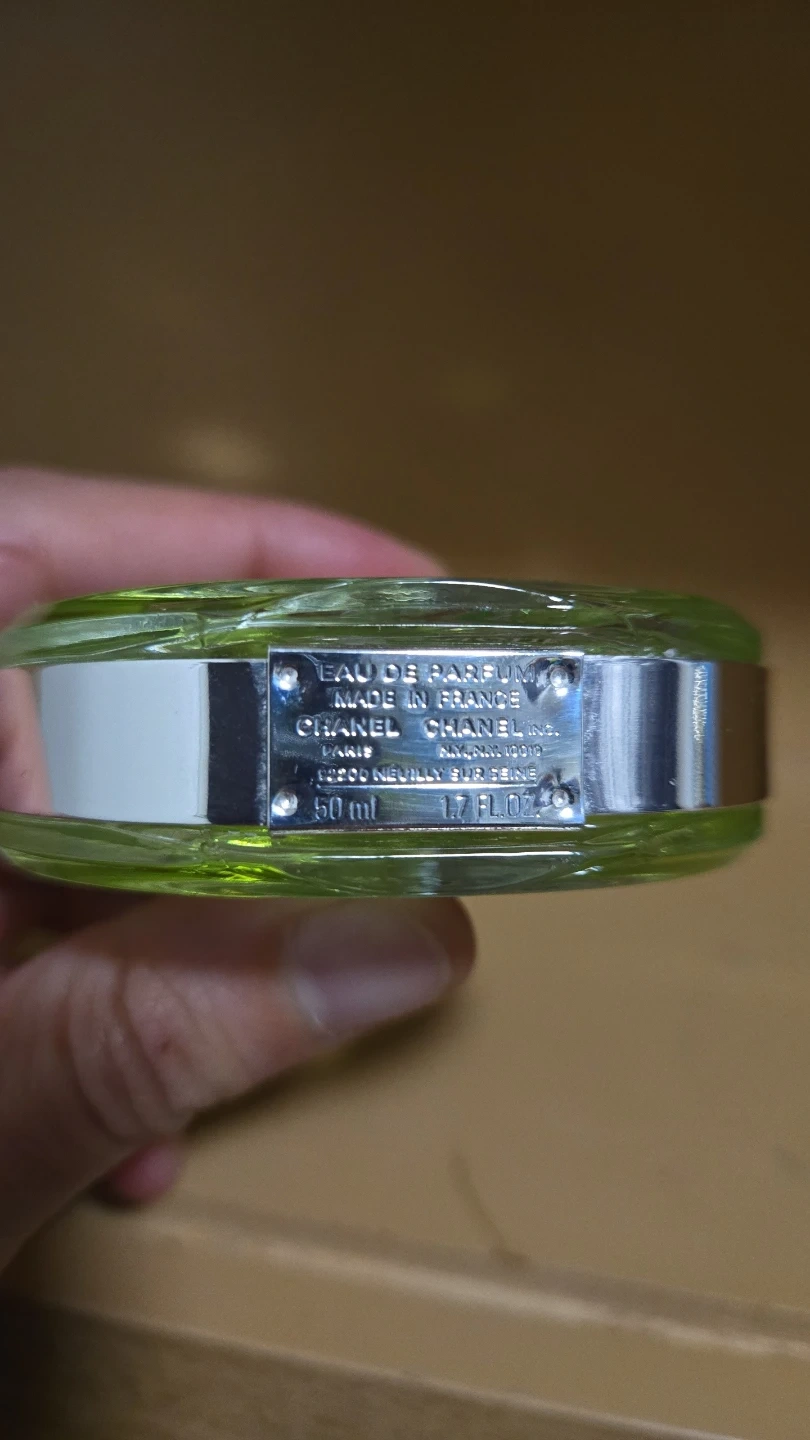 EAU DE PARFUM
MADE IN FRANCE
CHANEL CHANEL INC.
PARIS N.Y., N.Y. 10019
92200 NEUILLY SUR SEINE
50 ml 1.7 FL.OZ.